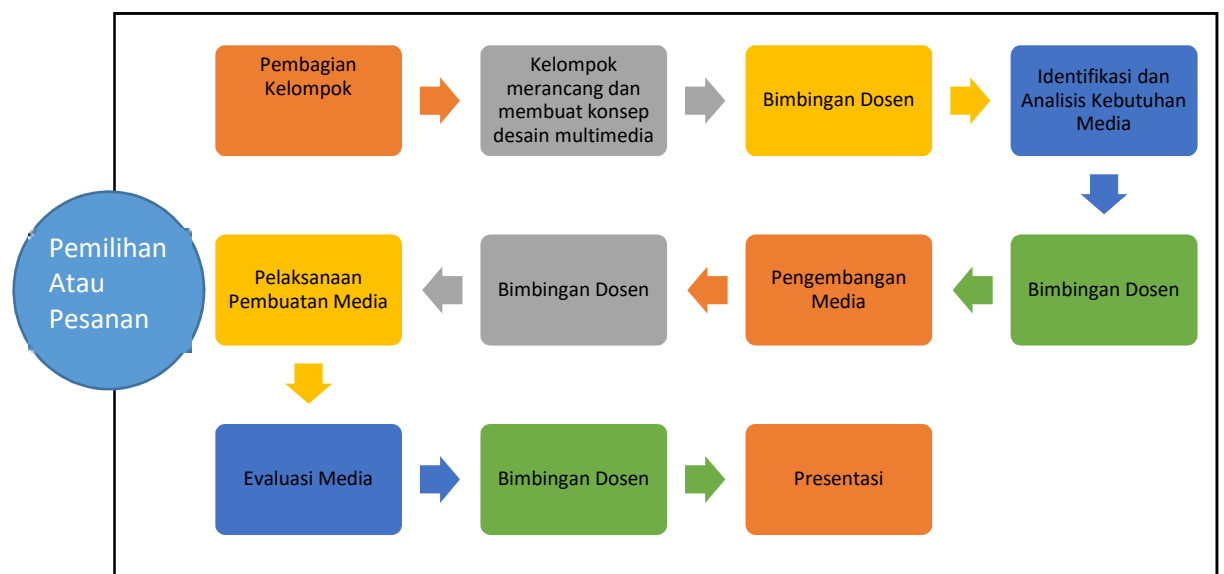 Pembagian
Kelompok
Kelompok
merancang dan
membuat konsep
desain multimedia
Bimbingan Dosen
Identifikasi dan
Analisis Kebutuhan
Media
Pemilihan
Atau
Pesanan
Bimbingan Dosen
Pengembangan
Media
Bimbingan Dosen
Pelaksanaan
Pembuatan Media
Evaluasi Media
Bimbingan Dosen
Presentasi